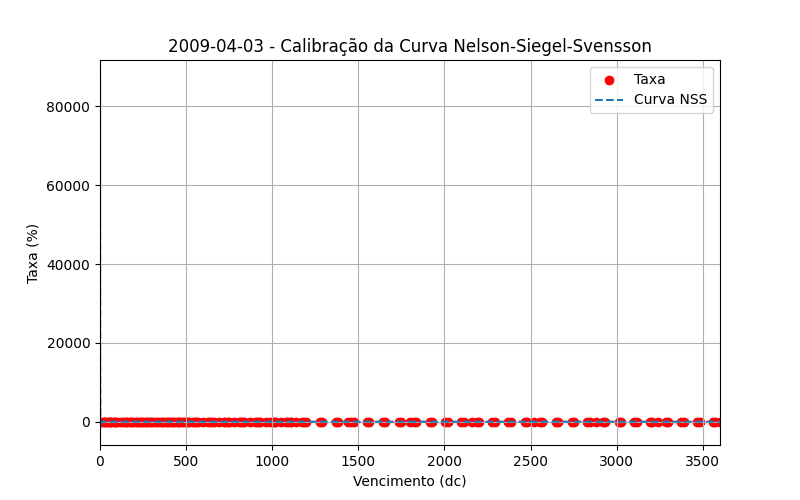 2009-04-03 - Calibração da Curva Nelson-Siegel-Svensson
Taxa
Curva NSS
80000
60000
40000
20000
0
Taxa (%)
0 500 1000 1500 2000 2500 3000 3500
Vencimento (dc)